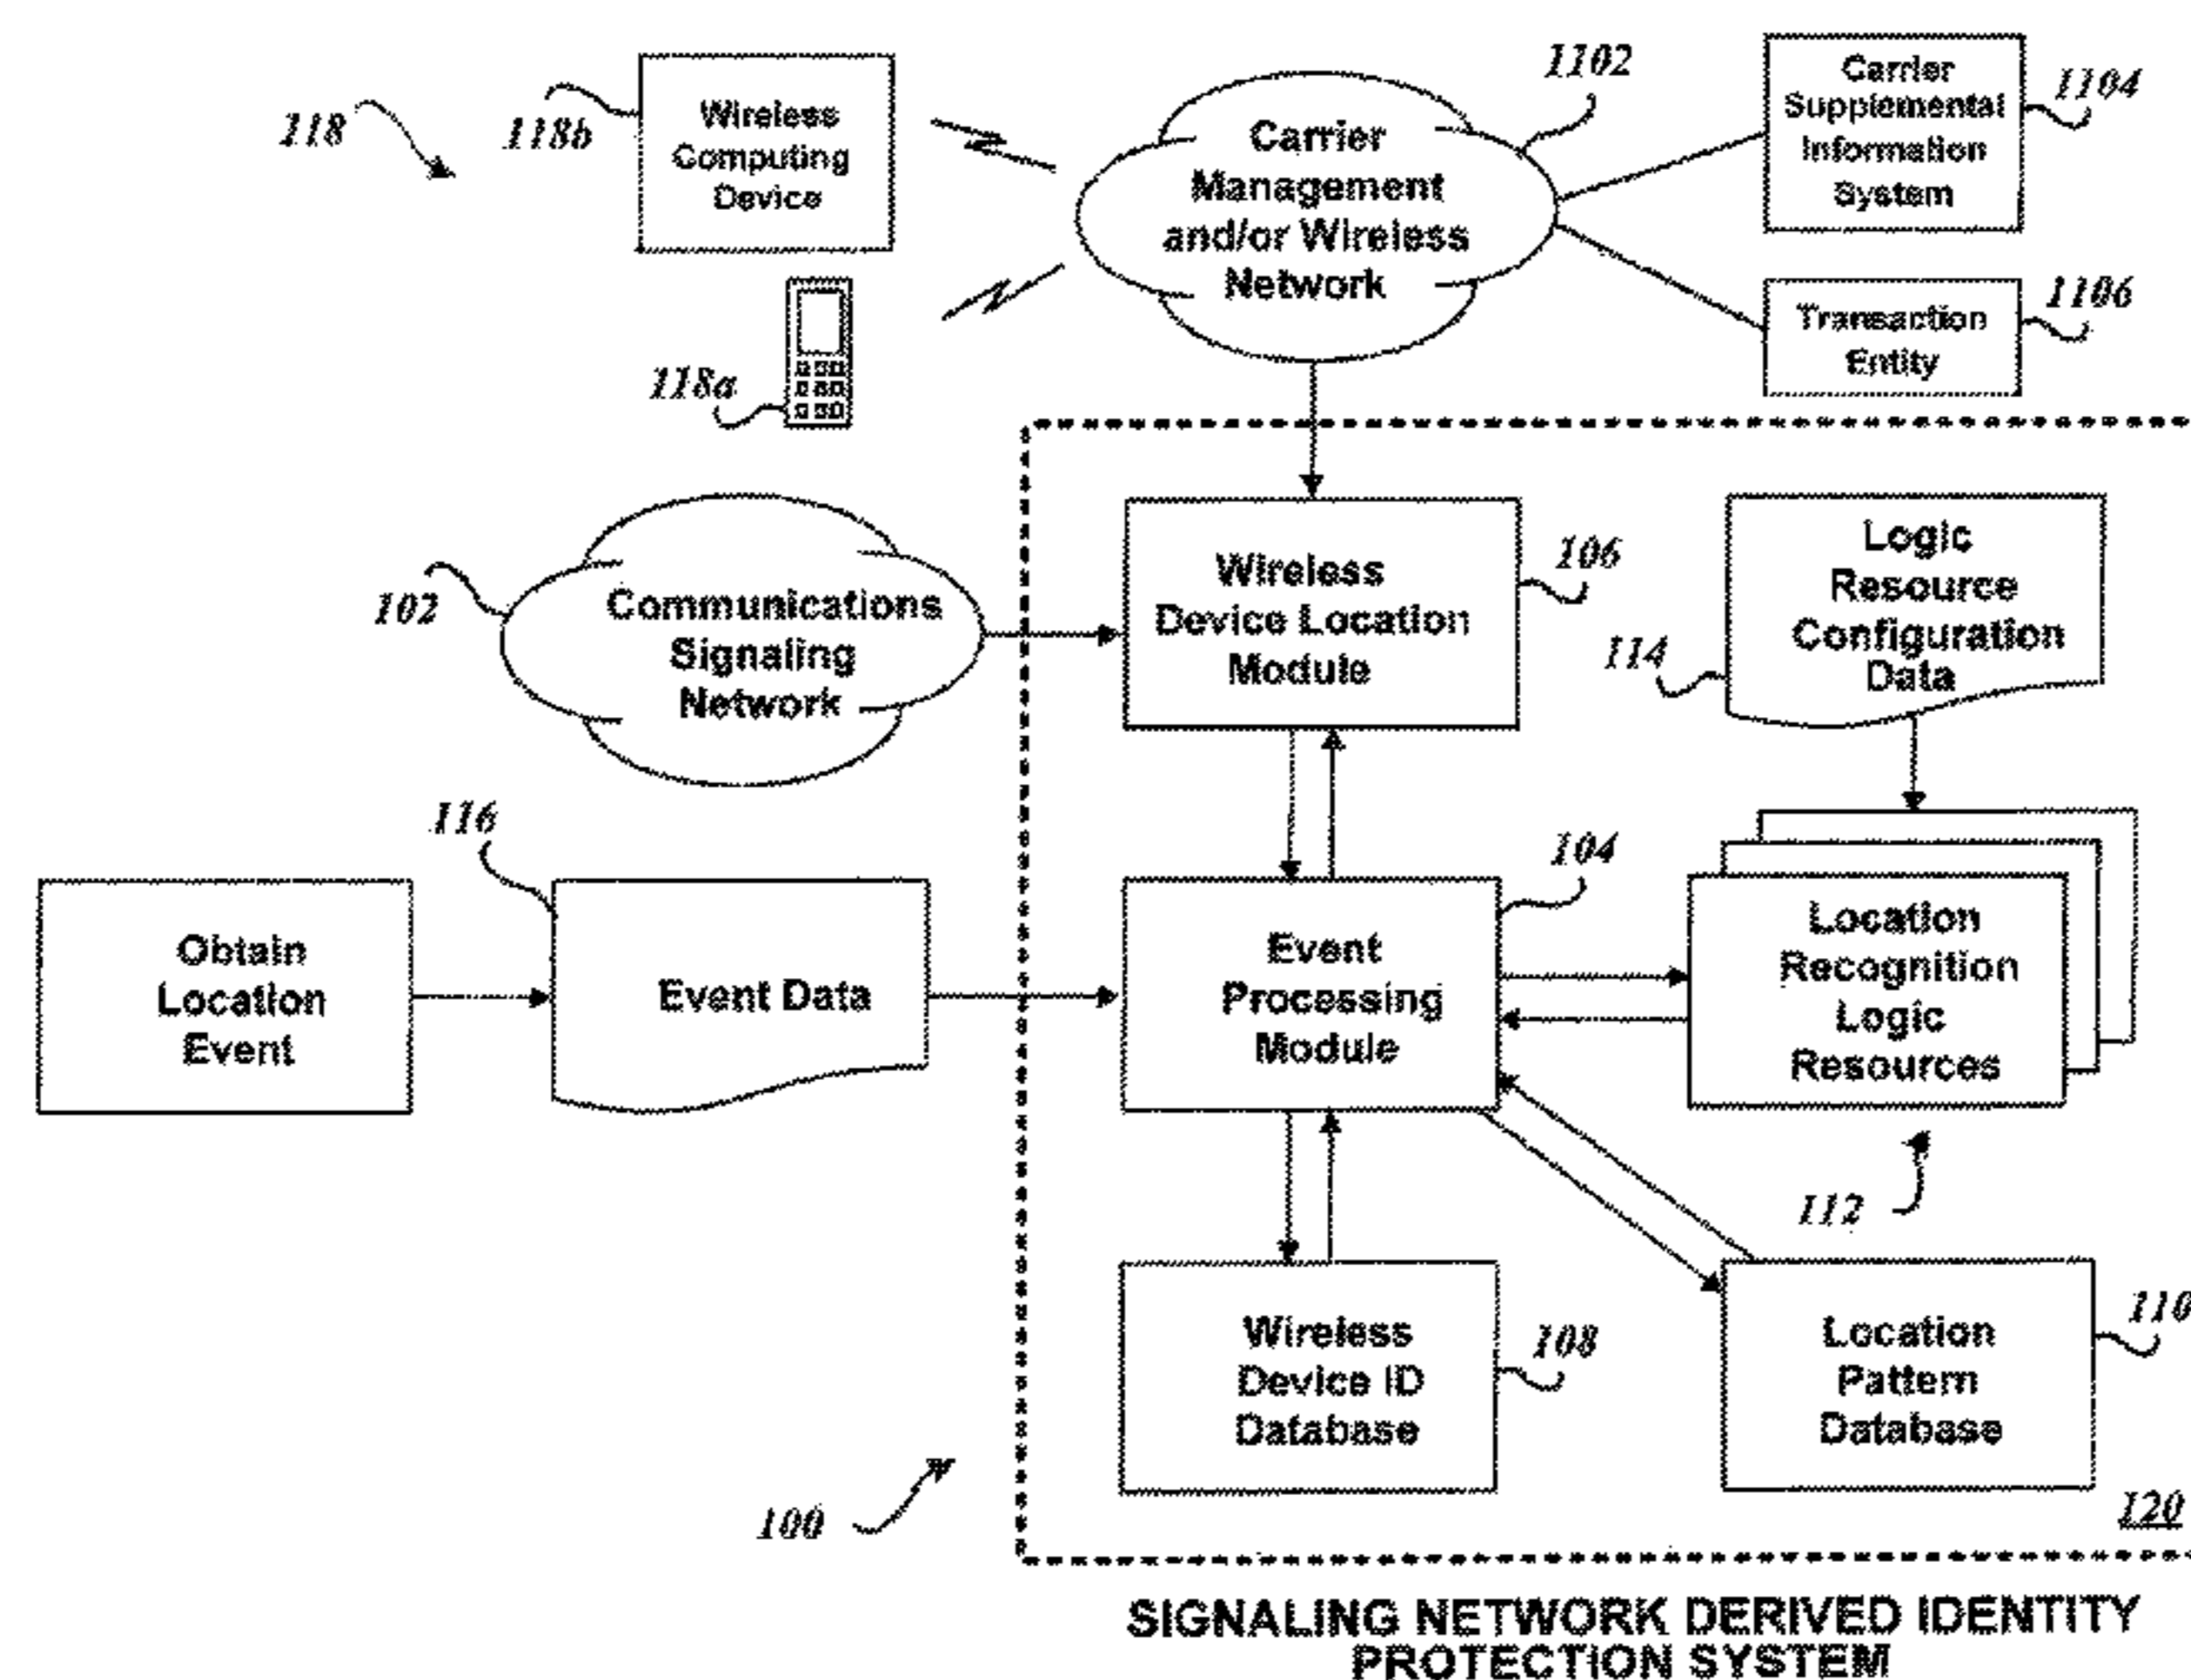 118
118b
Wireless
Computing
Device
118a
Carrier
Management
and/or Wireless
Network
1102
Carrier
Supplemental
Information
System
1104
Transaction
Entity
1106
102
Communications
Signaling
Network
Wireless
Device Location
Module
106
Logic
Resource
Configuration
Data
114
116
Obtain
Location
Event
Event Data
Event
Processing
Module
104
Location
Recognition
Logic
Resources
112
Wireless
Device ID
Database
108
Location
Pattern
Database
110
100
120
SIGNALING NETWORK DERIVED IDENTITY
PROTECTION SYSTEM